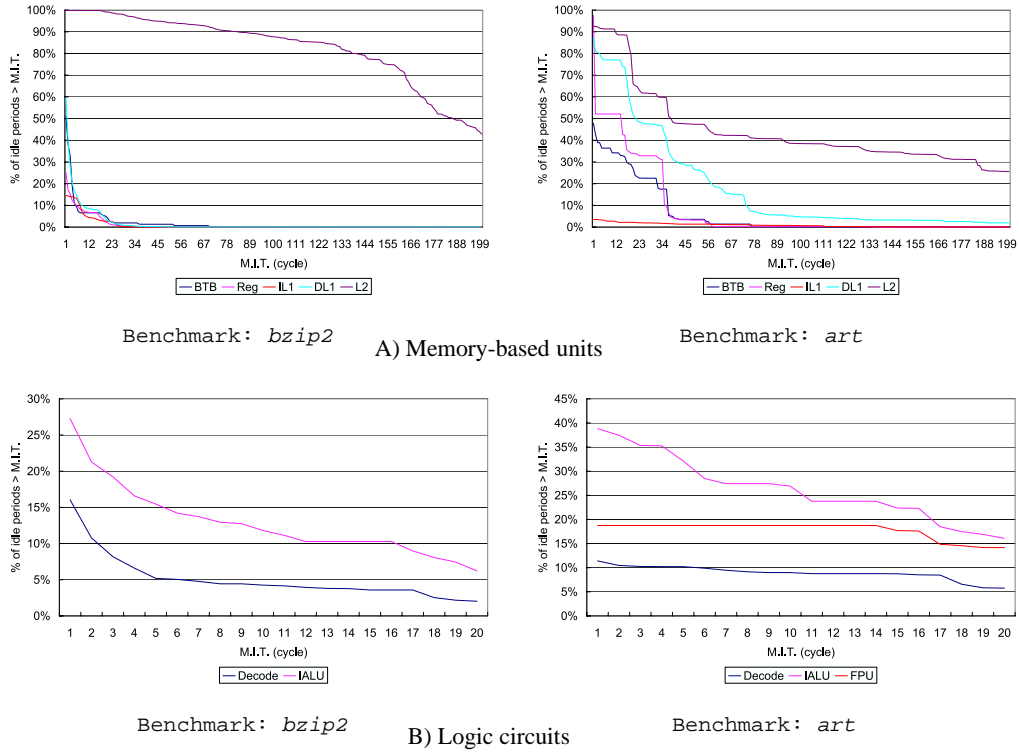 % of idle periods > M.I.T.
100%
90%
80%
70%
60%
50%
40%
30%
20%
10%
0%
1 12 23 34 45 56 67 78 89 100 111 122 133 144 155 166 177 188 199
M.I.T. (cycle)
BTB Reg IL1 DL1 L2
Benchmark: bzip2
% of idle periods > M.I.T.
100%
90%
80%
70%
60%
50%
40%
30%
20%
10%
0%
1 12 23 34 45 56 67 78 89 100 111 122 133 144 155 166 177 188 199
M.I.T. (cycle)
BTB Reg IL1 DL1 L2
Benchmark: art
A) Memory-based units
% of idle periods > M.I.T.
30%
25%
20%
15%
10%
5%
0%
1 2 3 4 5 6 7 8 9 10 11 12 13 14 15 16 17 18 19 20
M.I.T. (cycle)
Decode IALU
Benchmark: bzip2
% of idle periods > M.I.T.
45%
40%
35%
30%
25%
20%
15%
10%
5%
0%
1 2 3 4 5 6 7 8 9 10 11 12 13 14 15 16 17 18 19 20
M.I.T. (cycle)
Decode IALU FPU
Benchmark: art
B) Logic circuits